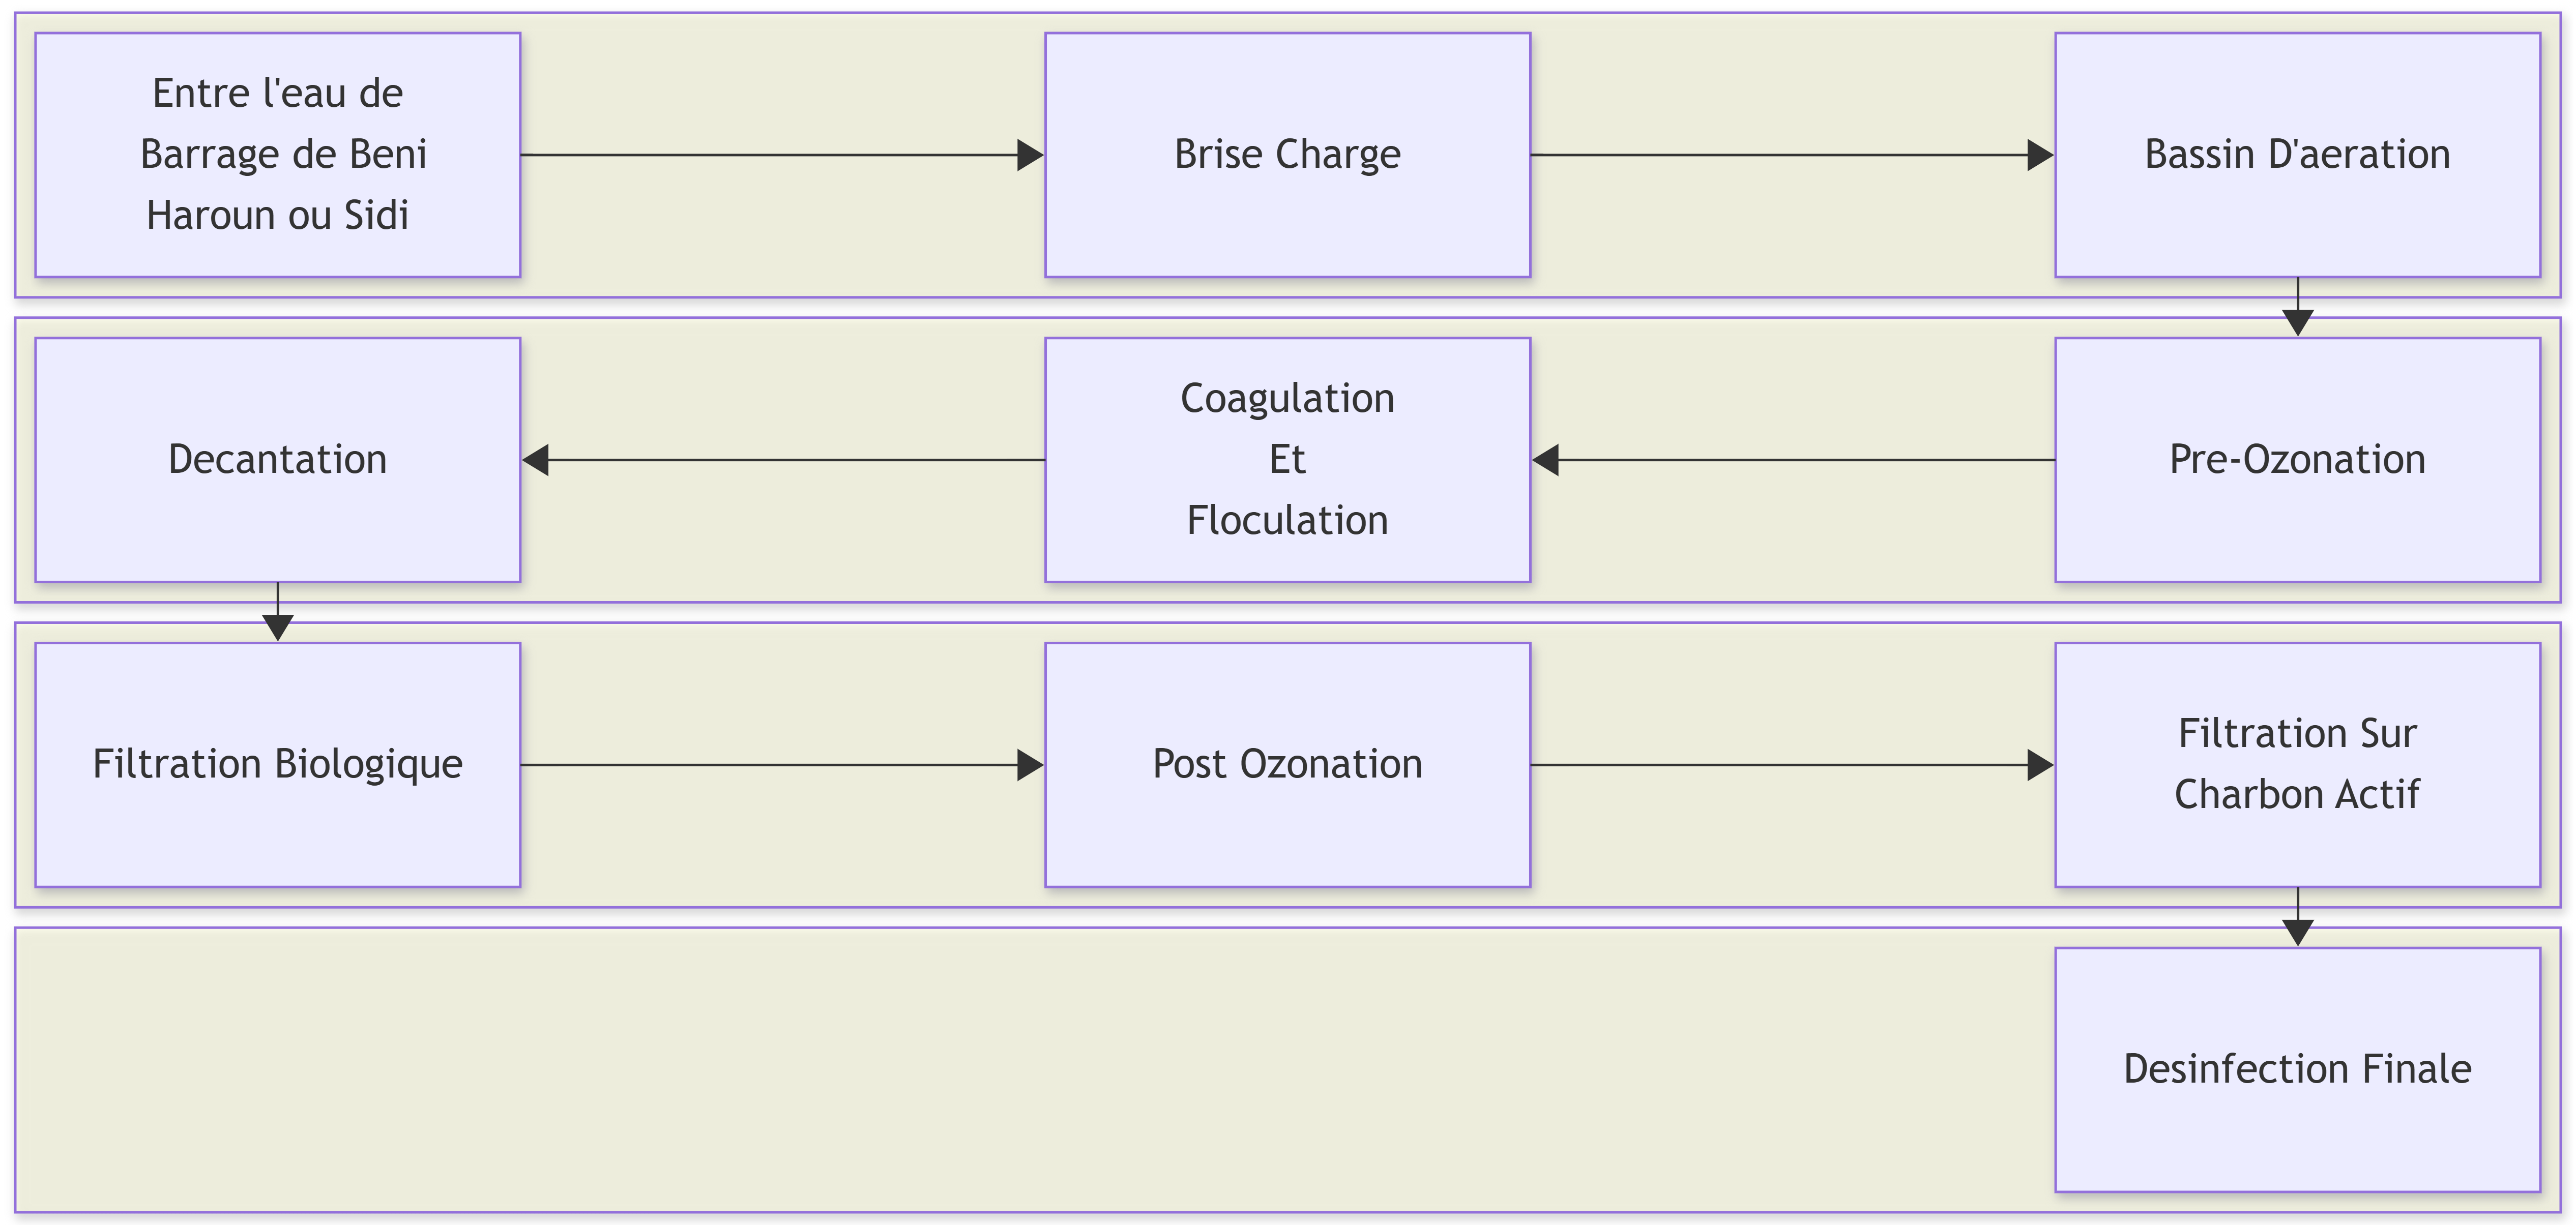 Entre l'eau de
Barrage de Beni
Haroun ou Sidi
Brise Charge
Bassin D'aeration
Pre-Ozonation
Coagulation
Et
Floculation
Decantation
Filtration Biologique
Post Ozonation
Filtration Sur
Charbon Actif
Desinfection Finale